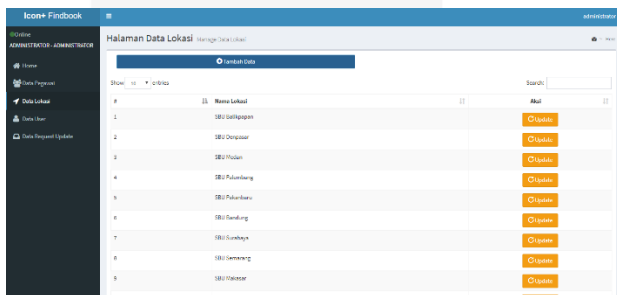 Icon+ Findbook
administrator
Online
ADMINISTRATOR - ADMINISTRATOR
Halaman Data Lokasi Manage Data Lokasi
Home
Data Pegawai
Data Lokasi
Data User
Data Request Update
Tambah Data
Show 10 entries
Search:
# Nama Lokasi Aksi
1 SBU Balikpapan Update
2 SBU Denpasar Update
3 SBU Medan Update
4 SBU Palembang Update
5 SBU Pekanbaru Update
6 SBU Bandung Update
7 SBU Surabaya Update
8 SBU Semarang Update
9 SBU Makasar Update